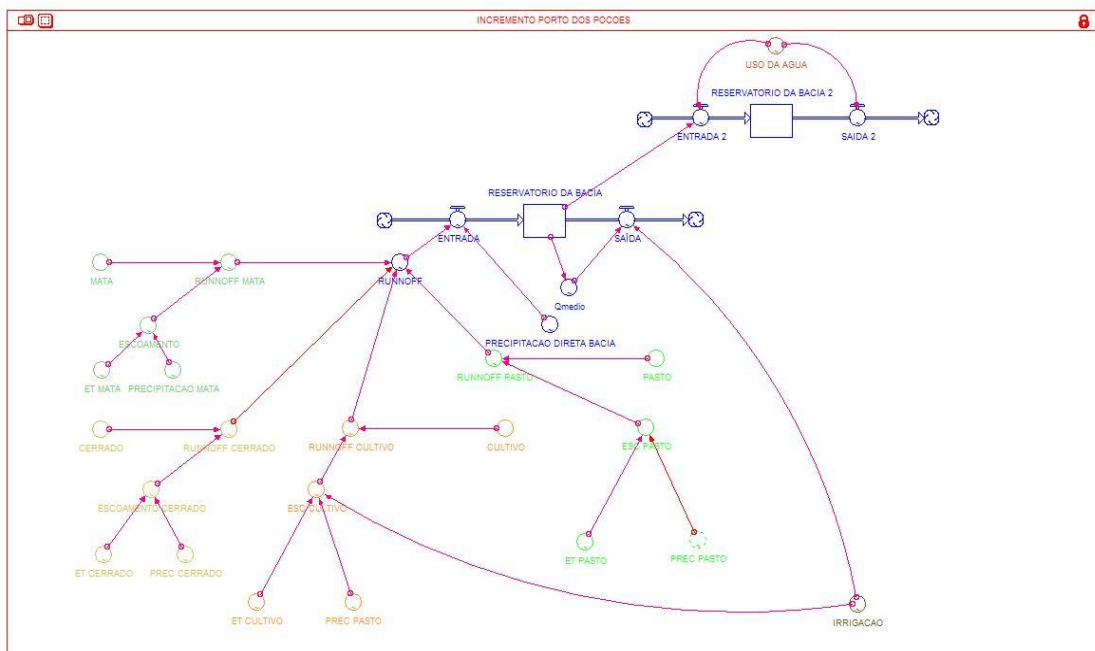 INCREMENTO PORTO DOS POCOES
USO DA AGUA
RESERVATORIO DA BACIA 2
ENTRADA 2
SAIDA 2
RESERVATORIO DA BACIA
ENTRADA
SAÍDA
MATA
RUNNOFF MATA
RUNNOFF
Qmedio
ESCOAMENTO
PRECIPITACAO DIRETA BACIA
ET MATA
PRECIPITACAO MATA
RUNNOFF PASTO
PASTO
CERRADO
RUNNOFF CERRADO
RUNNOFF CULTIVO
CULTIVO
ESC PASTO
ESCOAMENTO CERRADO
ESC CULTIVO
ET CERRADO
PREC CERRADO
ET PASTO
PREC PASTO
ET CULTIVO
PREC PASTO
IRRIGACAO